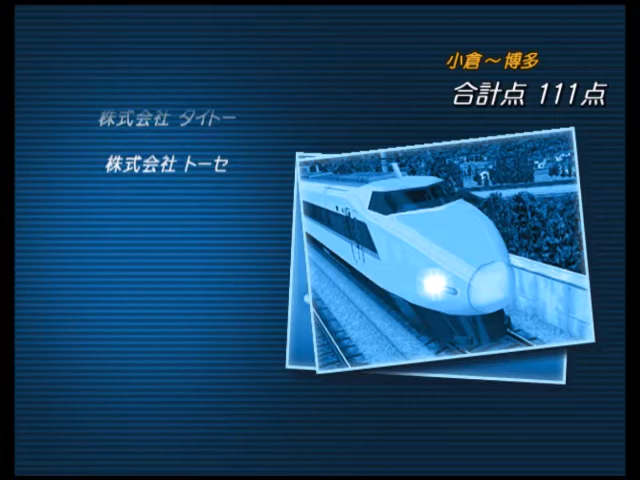 小倉～博多
合計点 111点
株式会社 タイトー
株式会社 トーセ